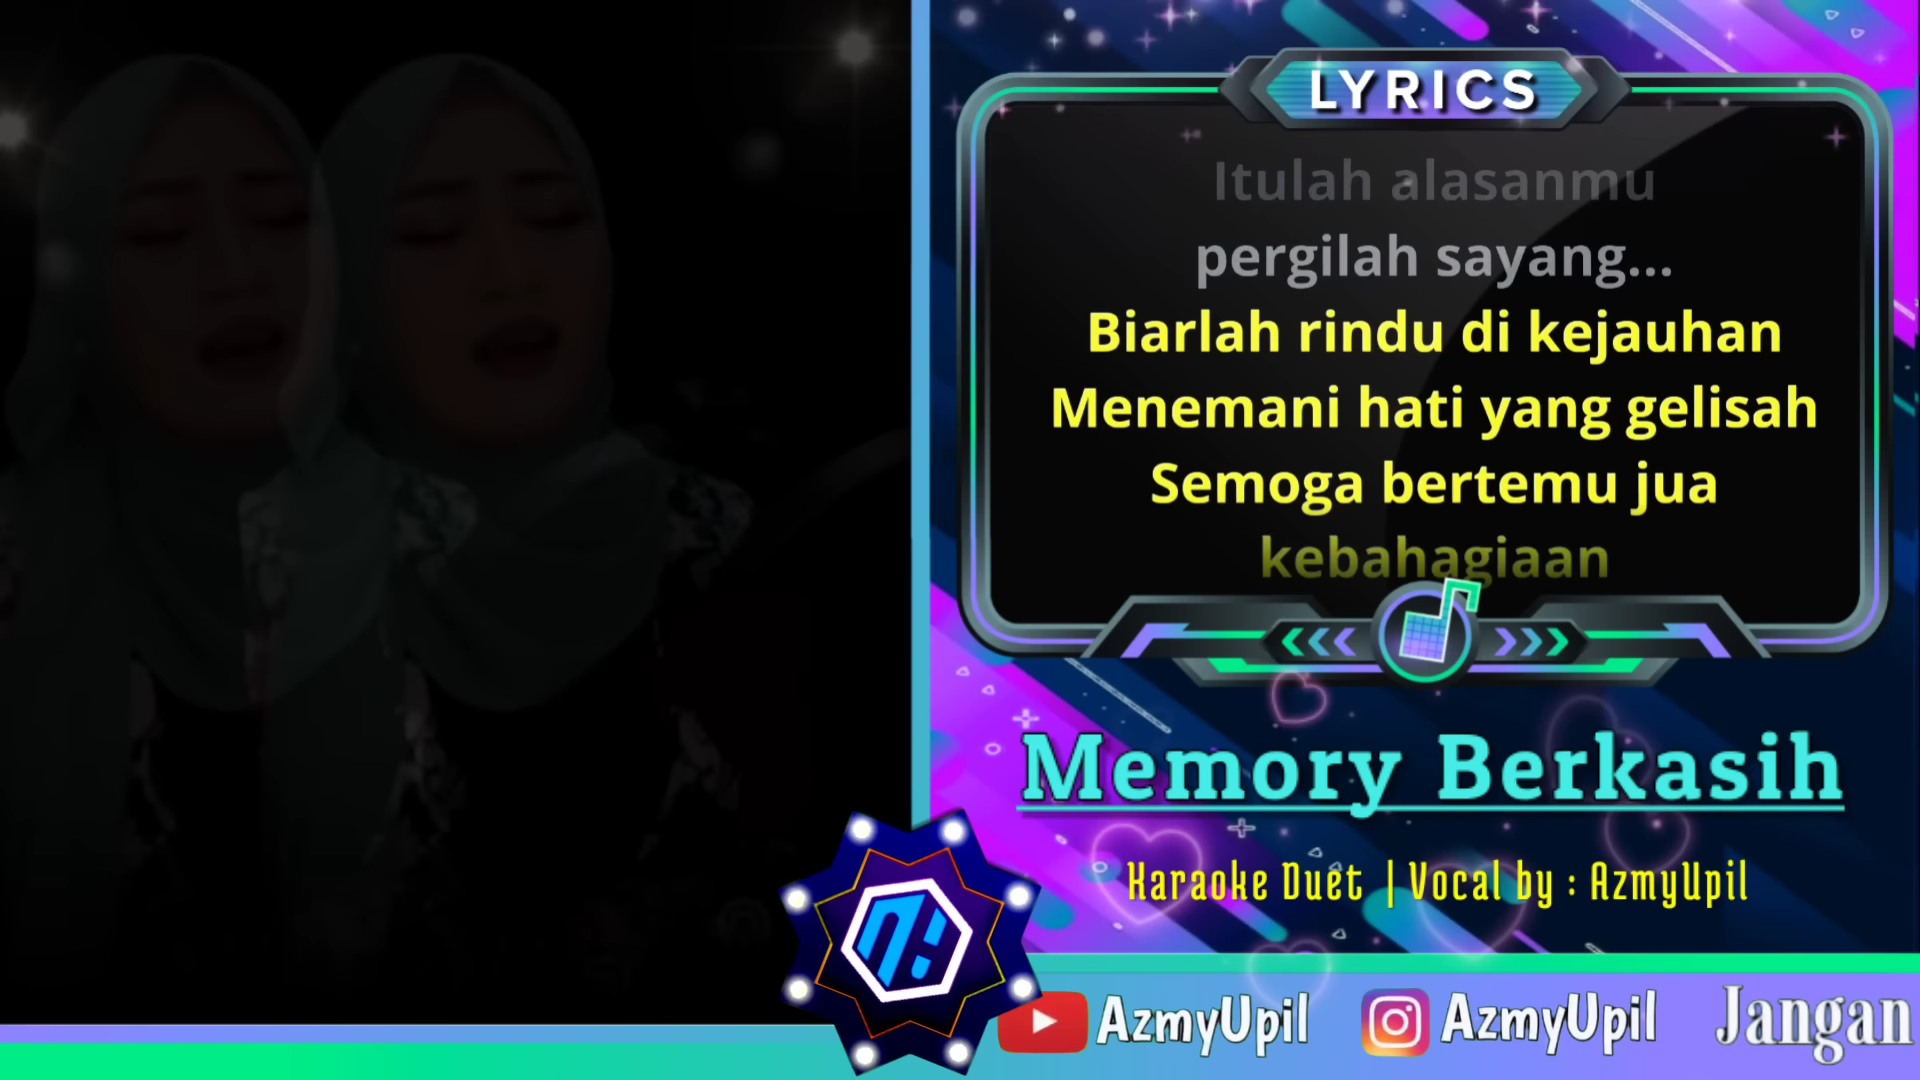 LYRICS
Itulah alasanmu
pergilah sayang...
Biarlah rindu di kejauhan
Menemani hati yang gelisah
Semoga bertemu jua
kebahagiaan
Memory Berkasih
Karaoke Duet | Vocal by : AzmyUpil
AzmyUpil AzmyUpil Jangan